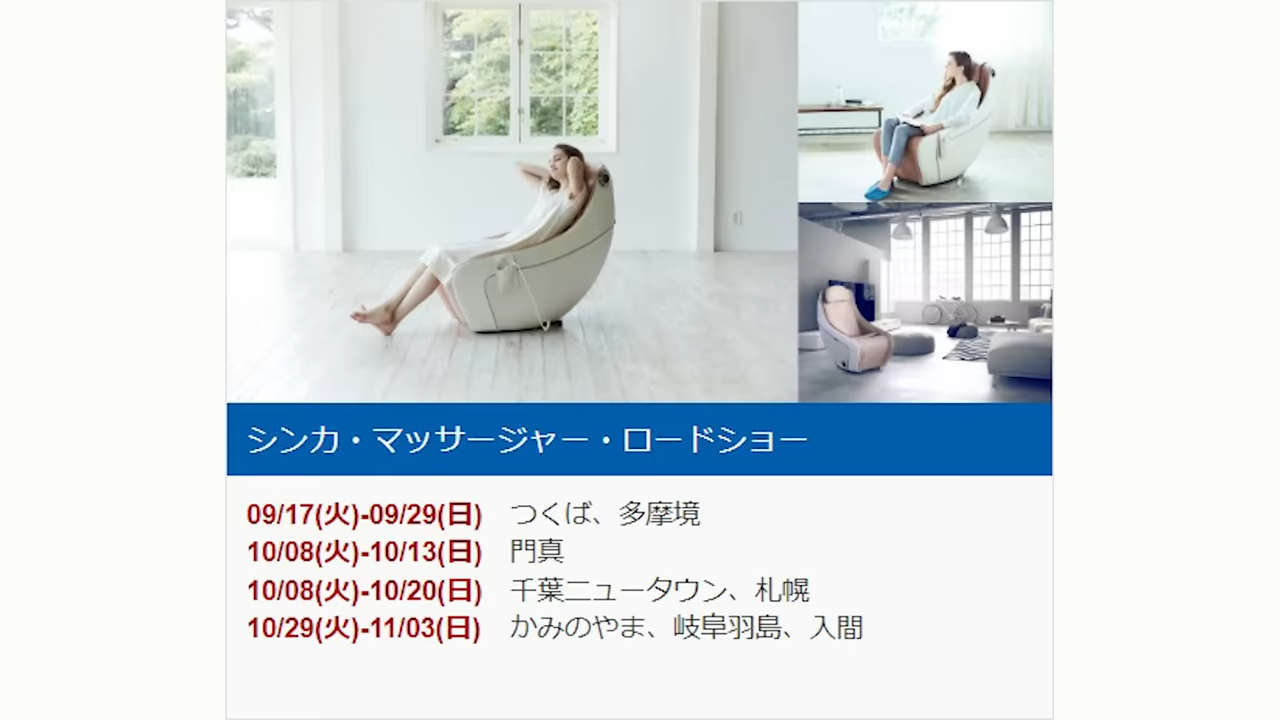 シンカ・マッサージャー・ロードショー
09/17(火)-09/29(日) つくば、多摩境
10/08(火)-10/13(日) 門真
10/08(火)-10/20(日) 千葉ニュータウン、札幌
10/29(火)-11/03(日) かみのやま、岐阜羽島、入間